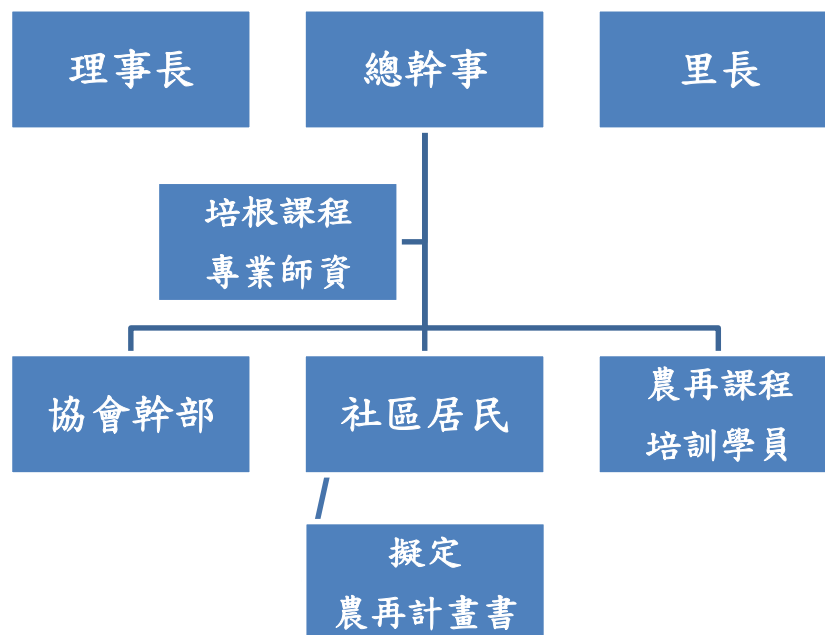 理事長
總幹事
里長
培根課程
專業師資
協會幹部
社區居民
農再課程
培訓學員
擬定
農再計畫書